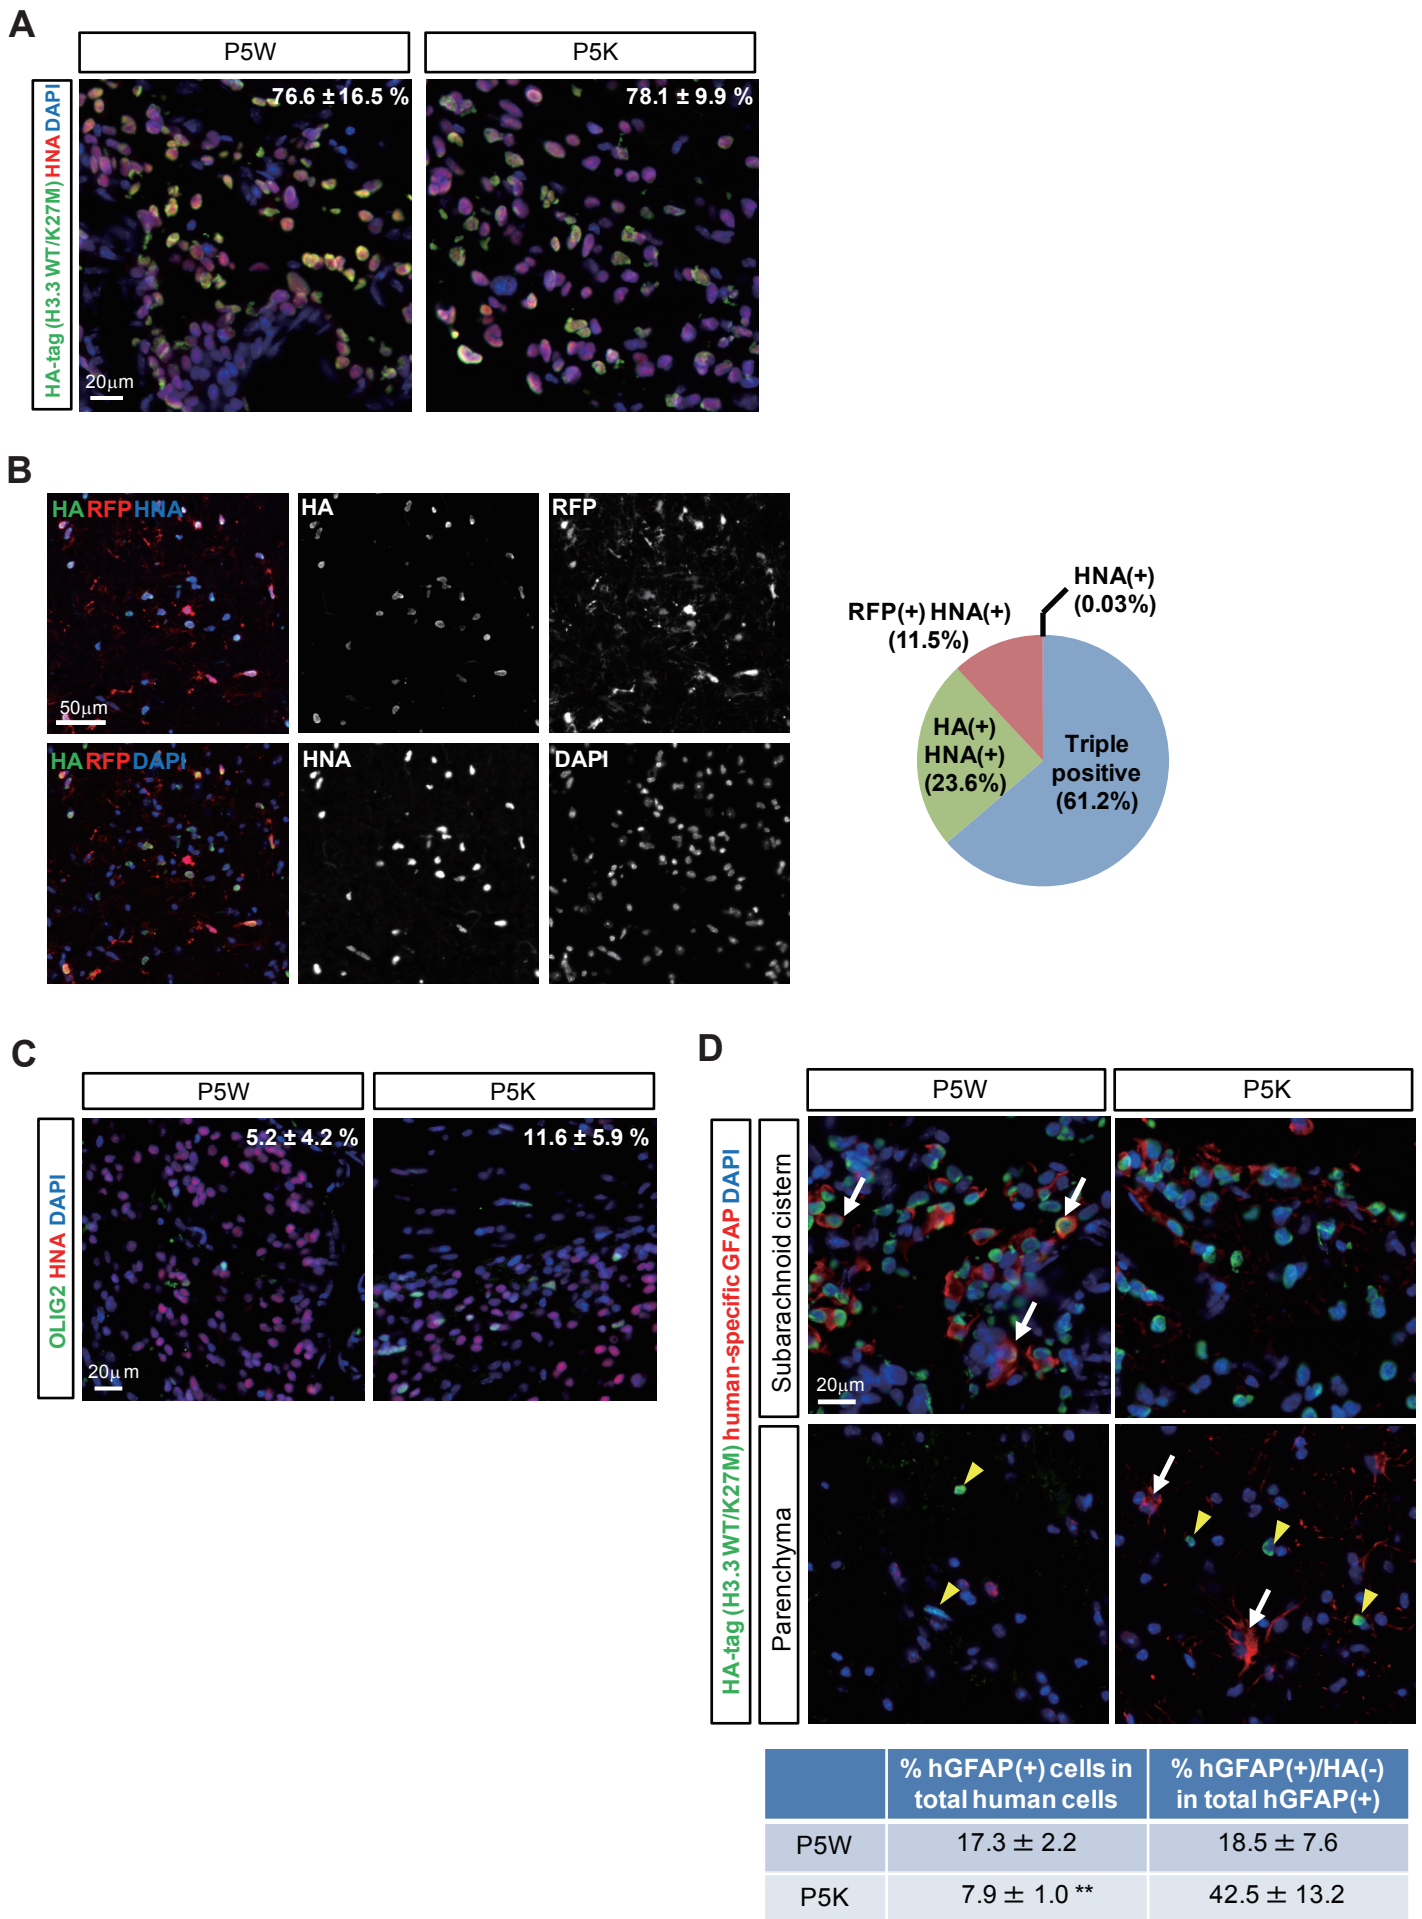 A
P5W
P5K
HA-tag (H3.3 WT/K27M) HNA DAPI
76.6 ± 16.5 %
78.1 ± 9.9 %
20μm
B
HA RFP HNA
HA
RFP
50μm
HA RFP DAPI
HNA
DAPI
HNA(+)
(0.03%)
RFP(+) HNA(+)
(11.5%)
HA(+)
HNA(+)
(23.6%)
Triple
positive
(61.2%)
C
P5W
P5K
OLIG2 HNA DAPI
5.2 ± 4.2 %
11.6 ± 5.9 %
20μm
D
P5W
P5K
HA-tag (H3.3 WT/K27M) human-specific GFAP DAPI
Subarachnoid cistern
20μm
Parenchyma
% hGFAP(+) cells in
total human cells
% hGFAP(+)/HA(-)
in total hGFAP(+)
P5W
17.3 ± 2.2
18.5 ± 7.6
P5K
7.9 ± 1.0 **
42.5 ± 13.2